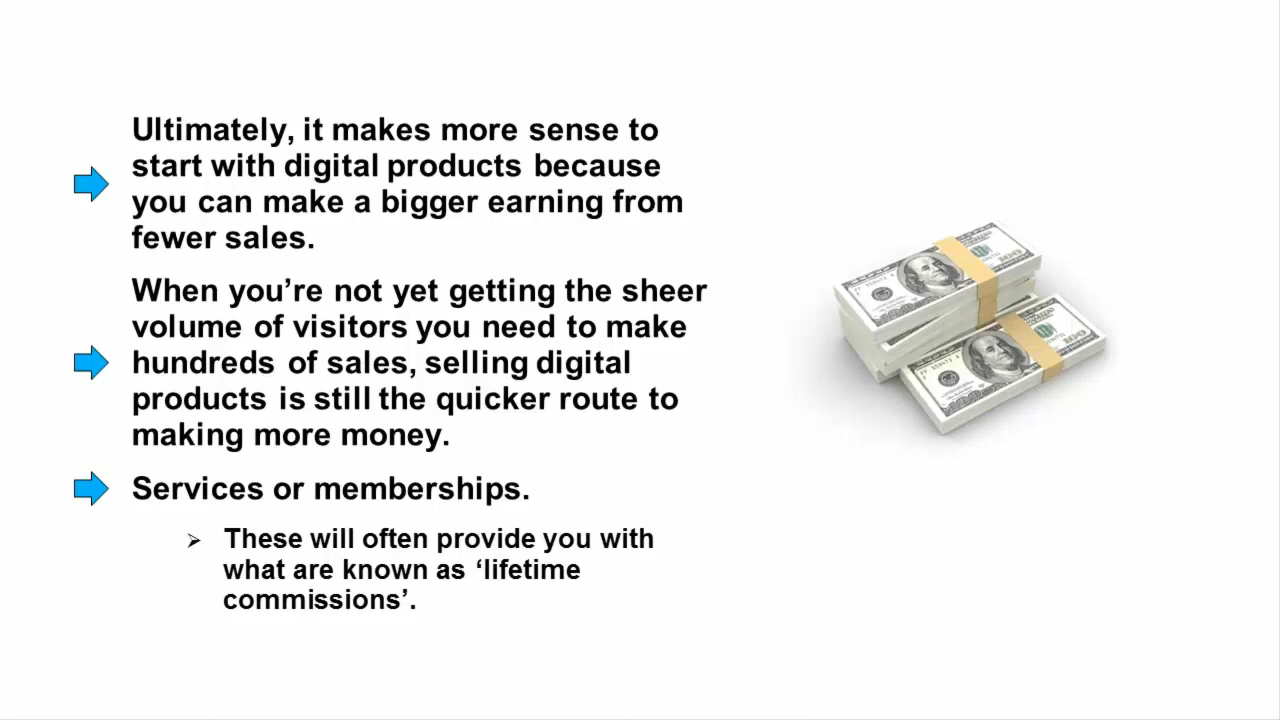 Ultimately, it makes more sense to
start with digital products because
you can make a bigger earning from
fewer sales.
When you’re not yet getting the sheer
volume of visitors you need to make
hundreds of sales, selling digital
products is still the quicker route to
making more money.
Services or memberships.
These will often provide you with
what are known as ‘lifetime
commissions’.